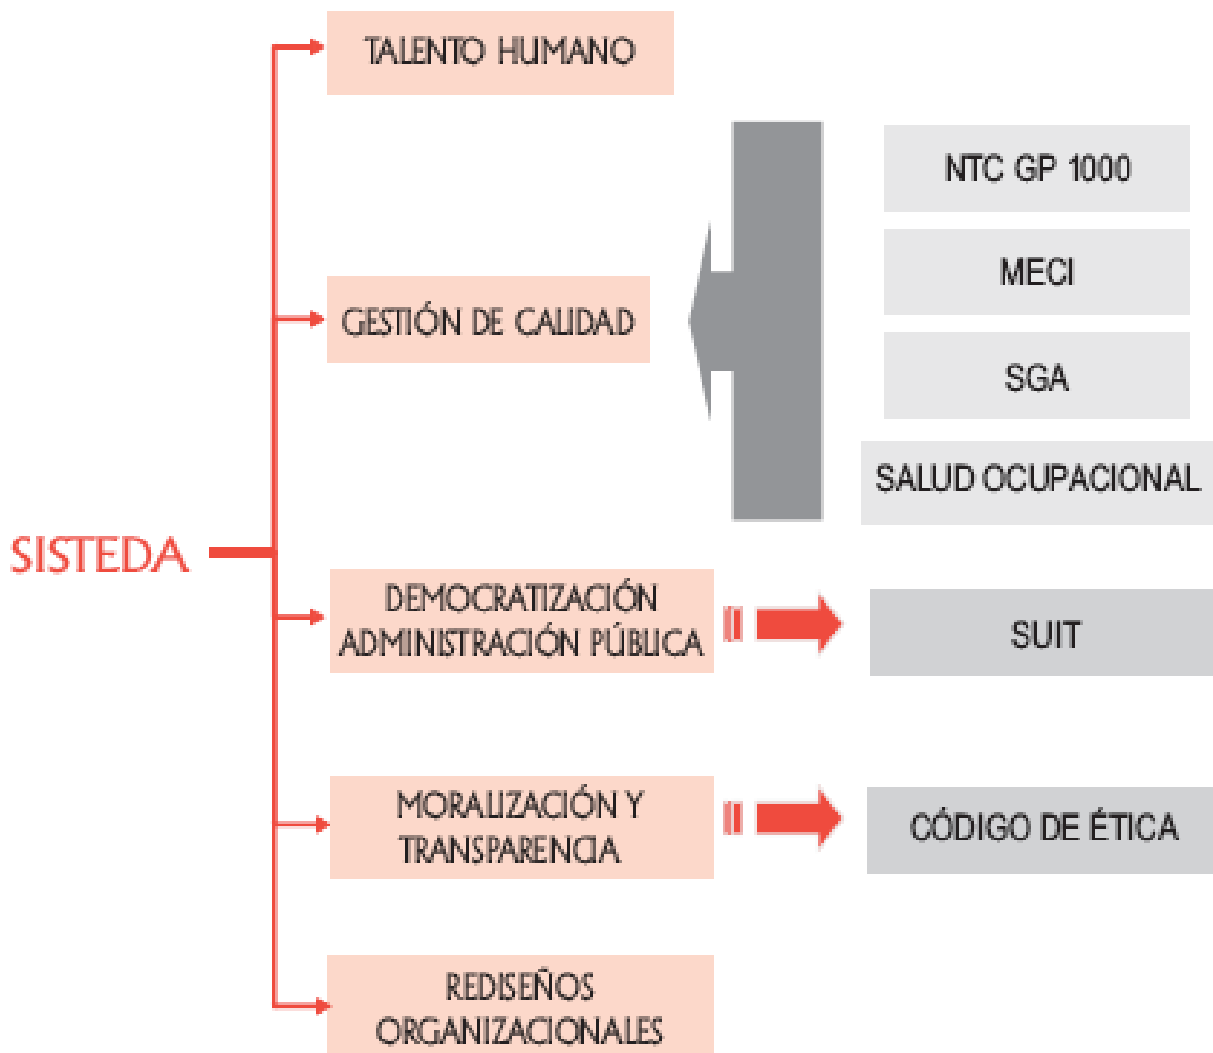 TALENTO HUMANO
NTC GP 1000
MECI
GESTIÓN DE CALIDAD
SGA
SALUD OCUPACIONAL
SISTEDA
DEMOCRATIZACIÓN
ADMINISTRACIÓN PÚBLICA
SUIT
MORALIZACIÓN Y
TRANSPARENCIA
CÓDIGO DE ÉTICA
REDISEÑOS
ORGANIZACIONALES